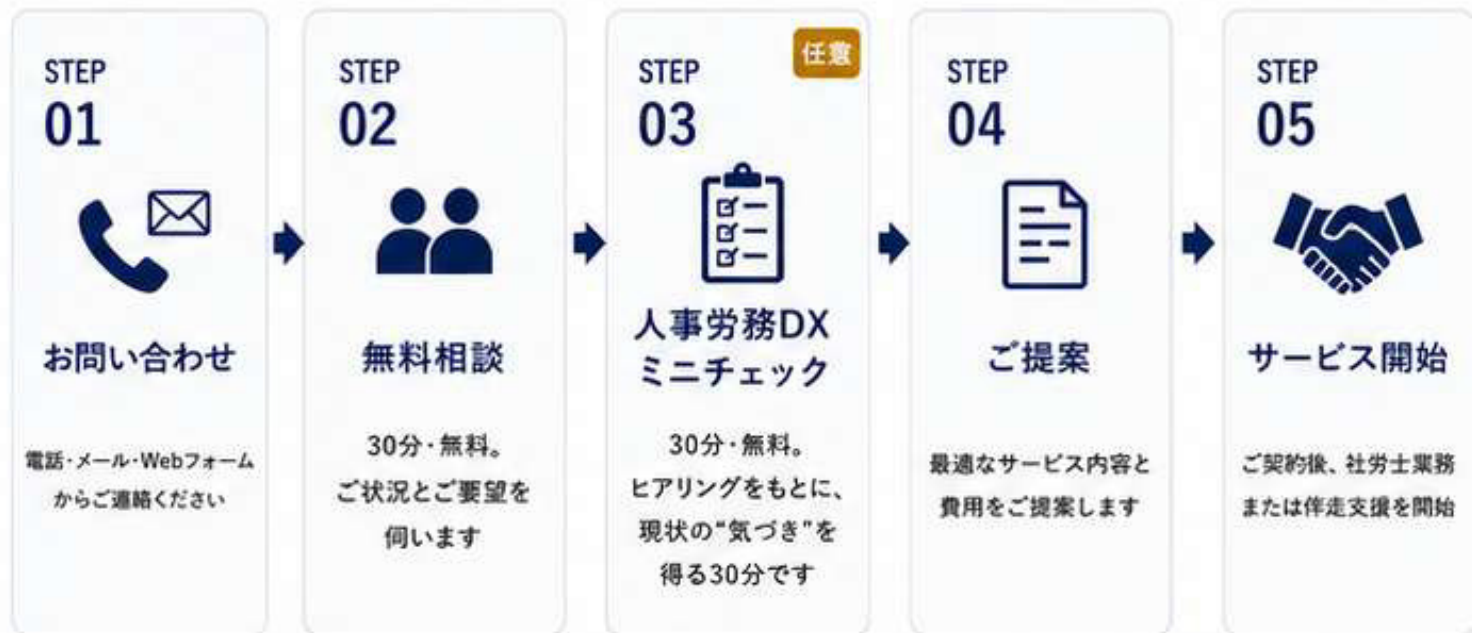 STEP
01
お問い合わせ
電話・メール・Webフォーム
からご連絡ください
STEP
02
無料相談
30分・無料。
ご状況とご要望を
伺います
任意
STEP
03
人事労務DX
ミニチェック
30分・無料。
ヒアリングをもとに、
現状の“気づき”を
得る30分です
STEP
04
ご提案
最適なサービス内容と
費用をご提案します
STEP
05
サービス開始
ご契約後、社労士業務
または伴走支援を開始